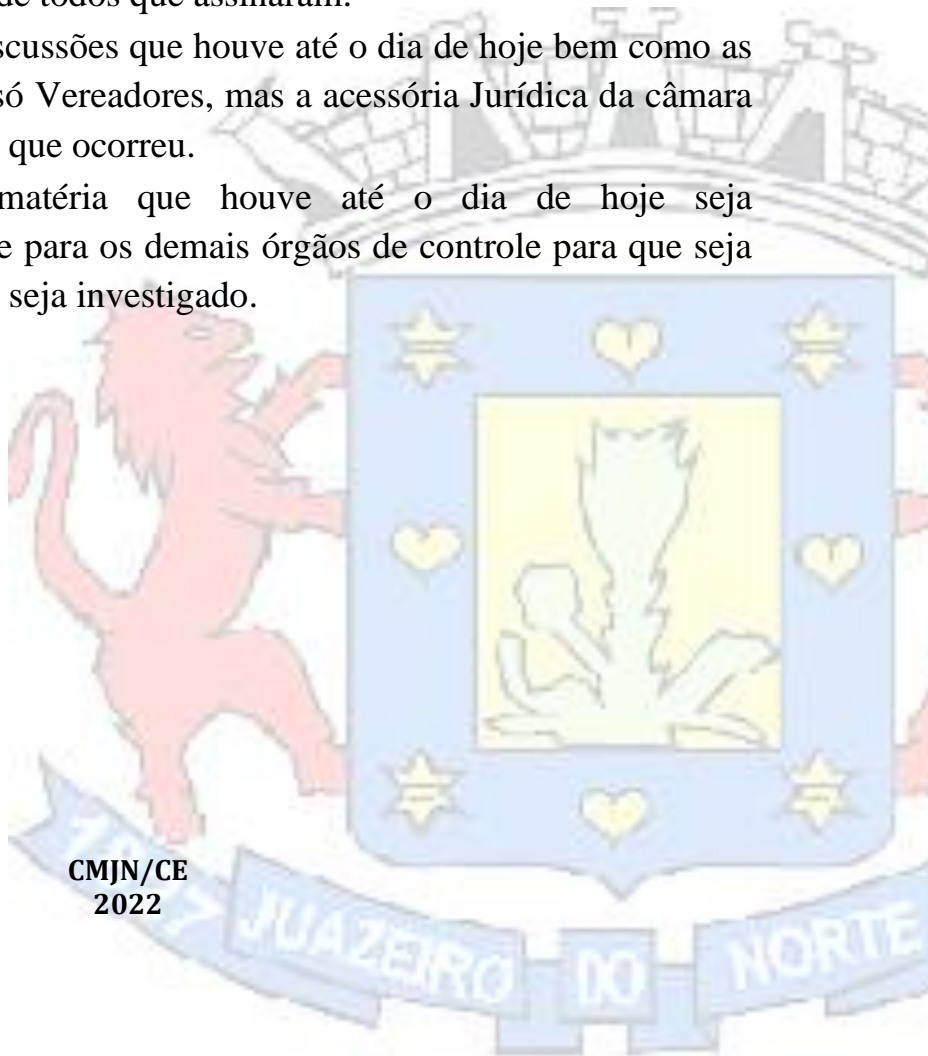 de todos que assinaram.
scussões que houve até o dia de hoje bem como as
só Vereadores, mas a acessória Jurídica da câmara
que ocorreu.
matéria que houve até o dia de hoje seja
e para os demais órgãos de controle para que seja
seja investigado.
CMJN/CE
2022
JUAZEIRO DO NORTE